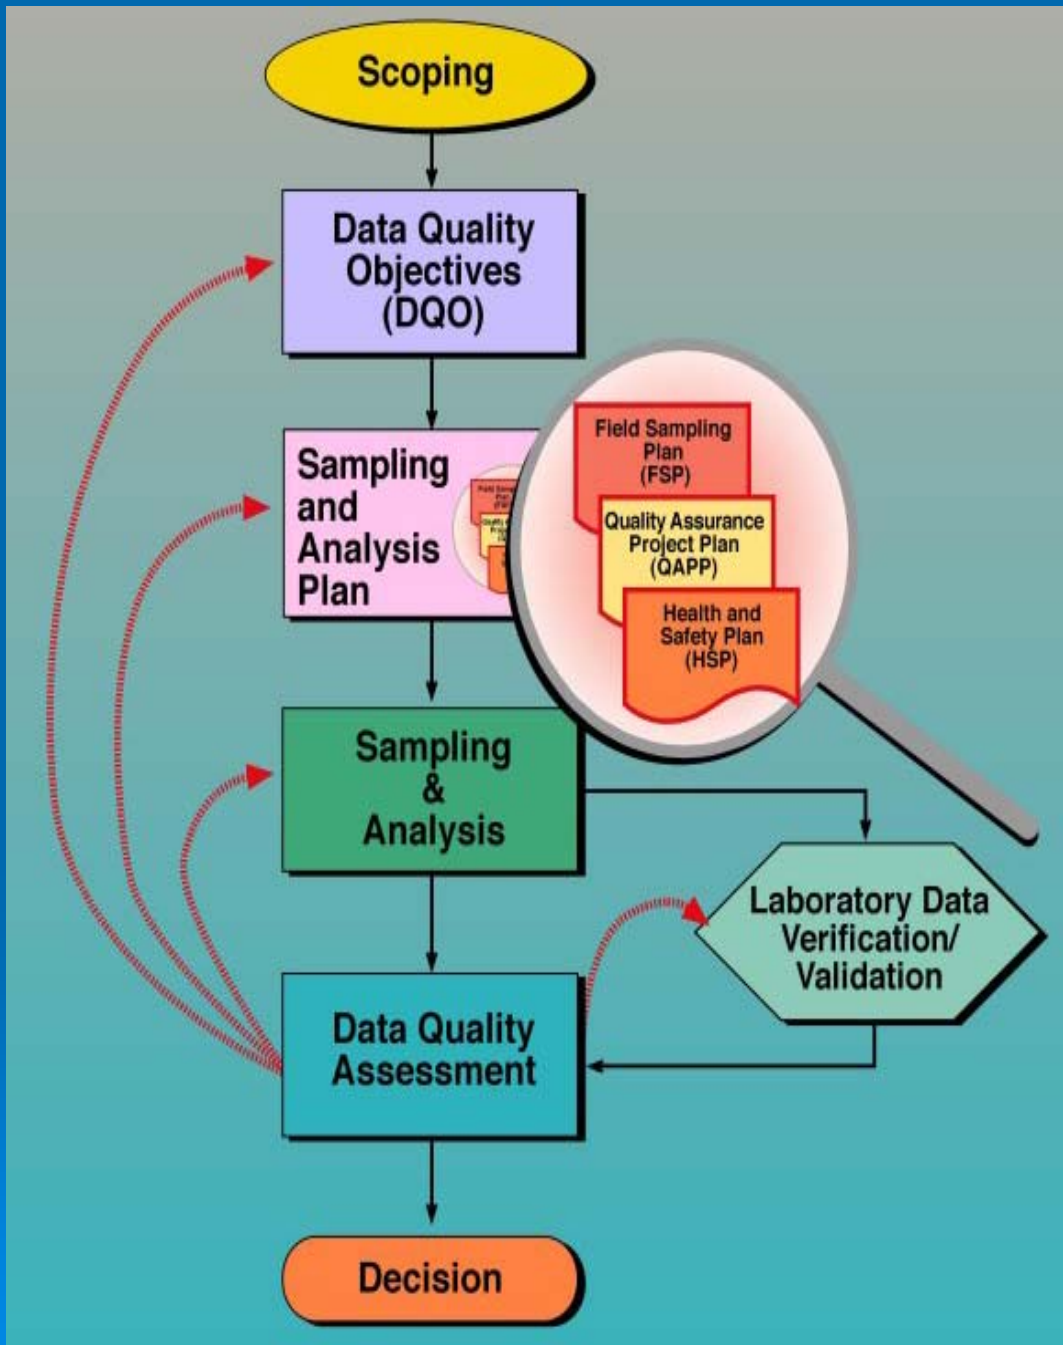 Scoping
Data Quality
Objectives
(DQO)
Sampling
and
Analysis
Plan
Field Sampling
Plan
(FSP)
Quality Assurance
Project Plan
(QAPP)
Health and
Safety Plan
(HSP)
Sampling
&
Analysis
Laboratory Data
Verification/
Validation
Data Quality
Assessment
Decision